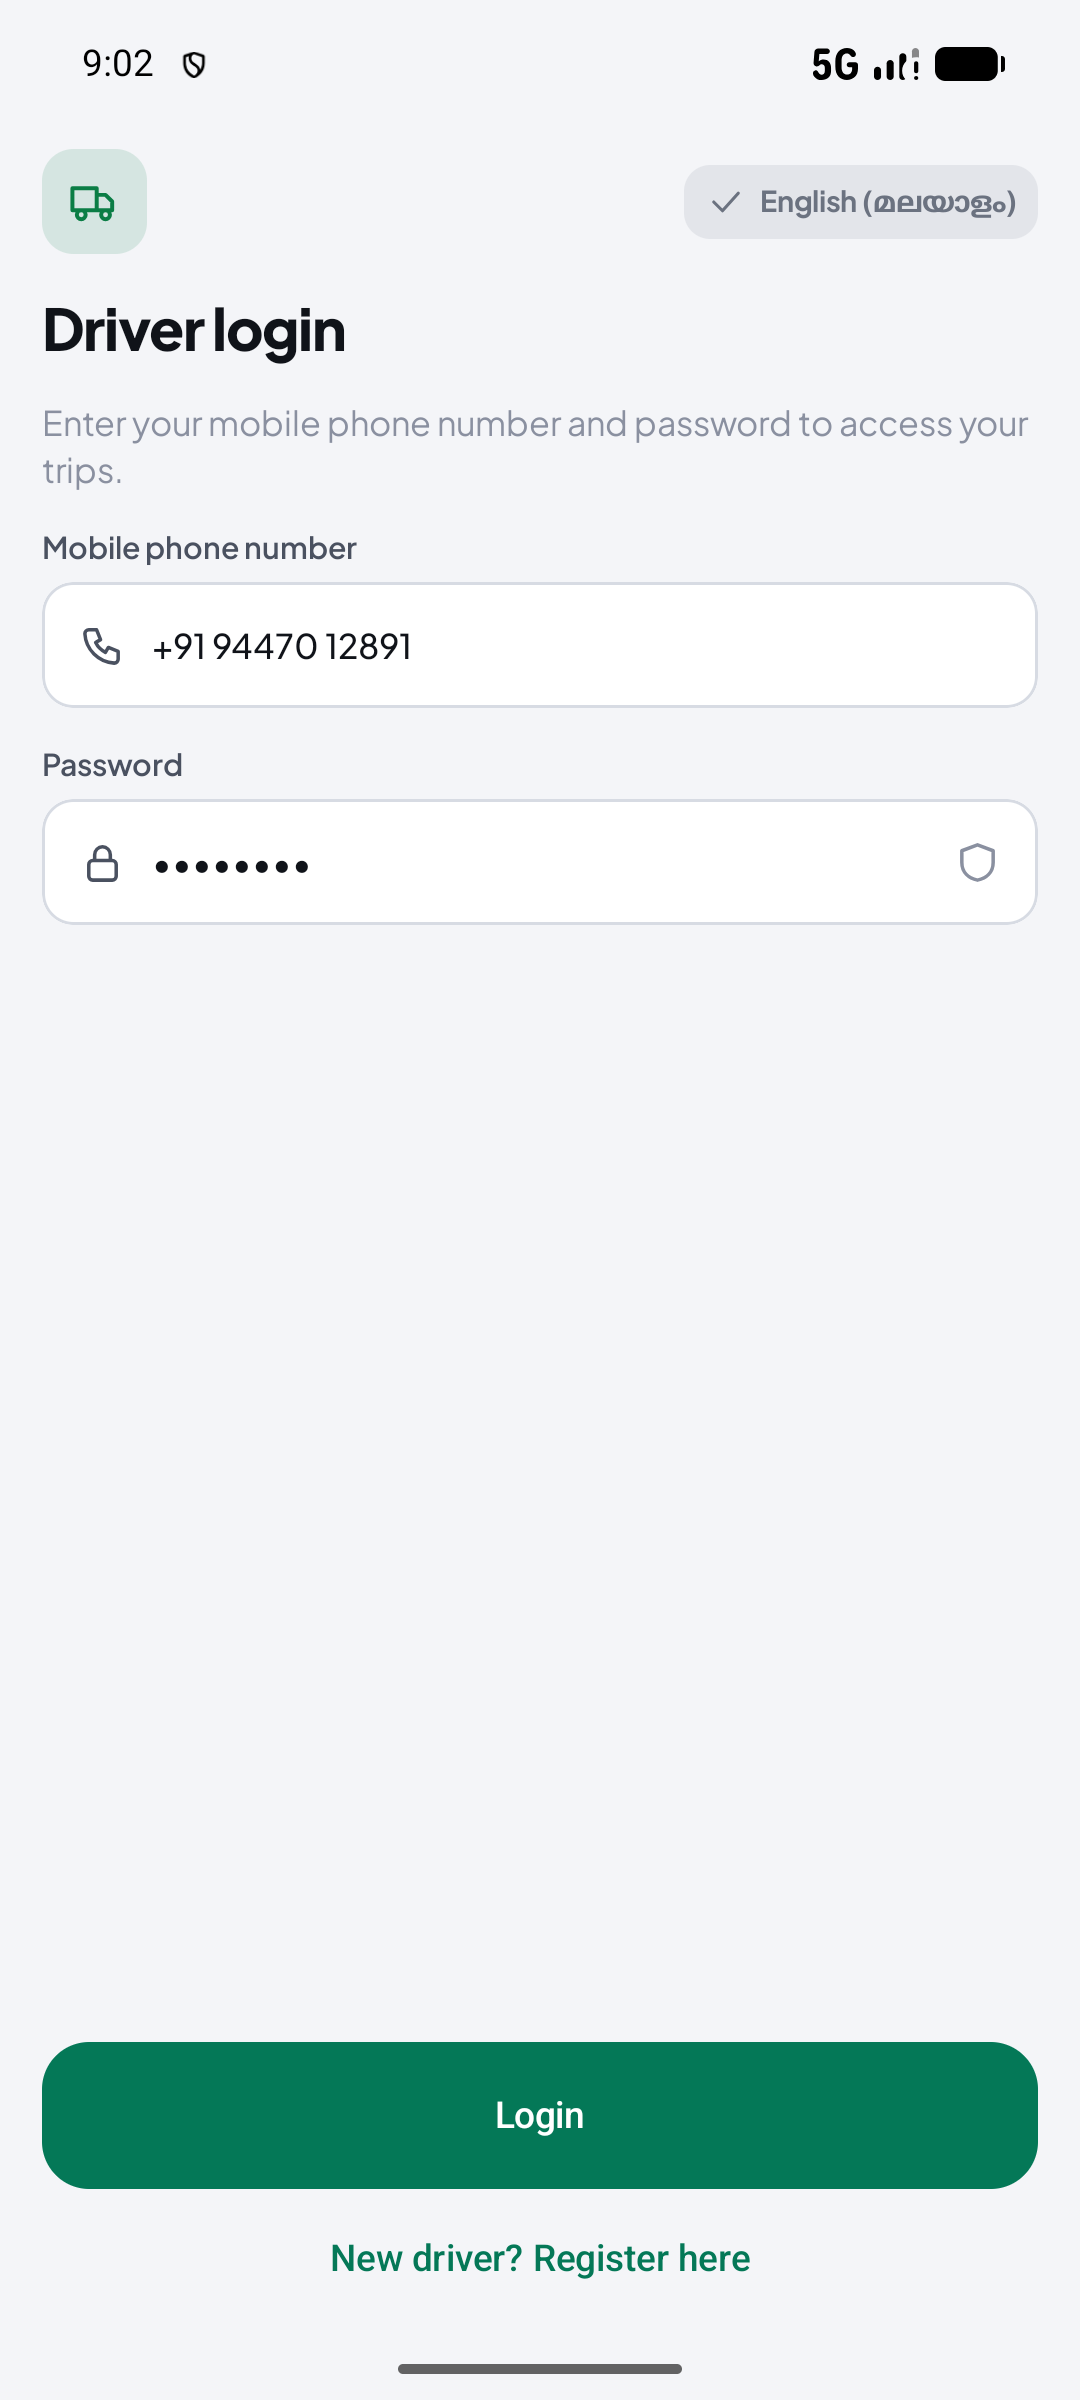 9:02
5G
English (മലയാളം)
Driver login
Enter your mobile phone number and password to access your
trips.
Mobile phone number
+91 94470 12891
Password
••••••••
Login
New driver? Register here